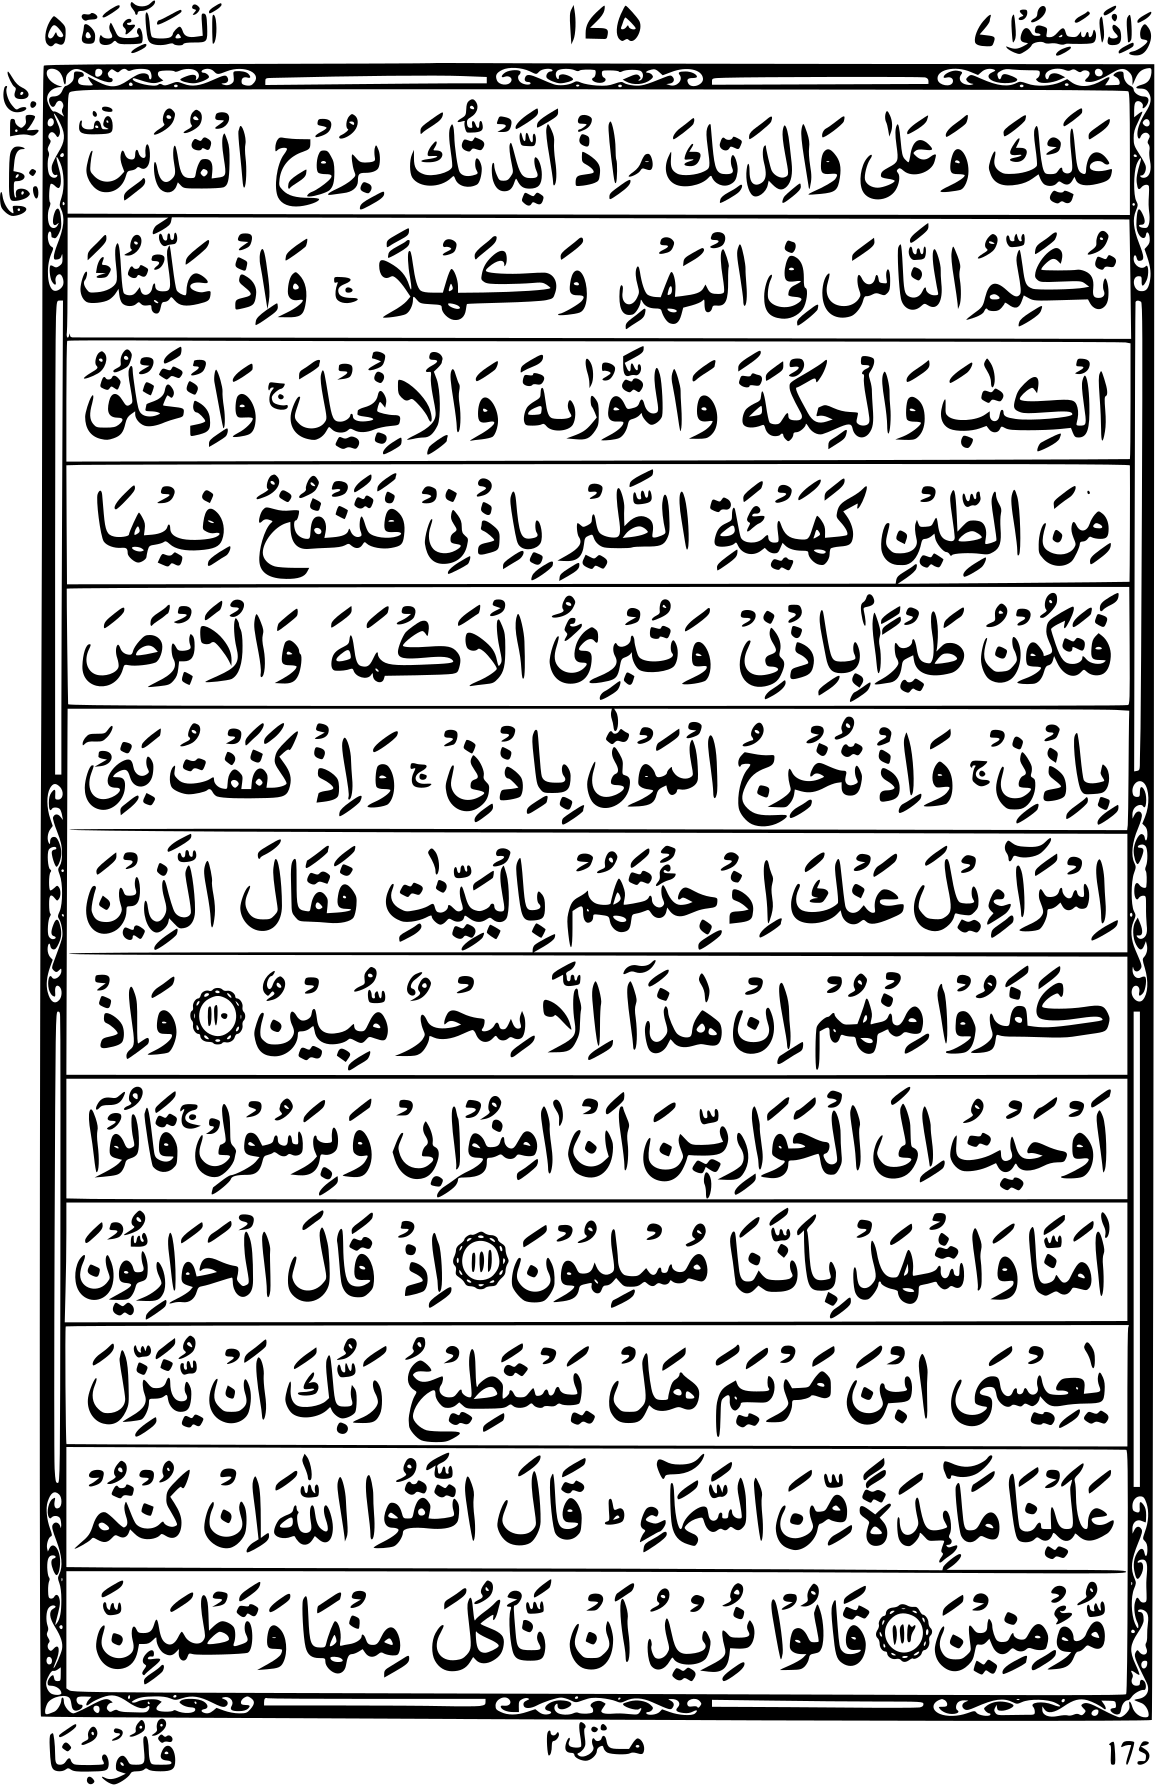 وَاِذَا سَمِعُوْا ٧ ١٧٥ اَلْمَآئِدَة ٥
وقف لازم
عَلَيْكَ وَعَلٰى وَالِدَتِكَ ۘ اِذْ اَيَّدْتُّكَ بِرُوْحِ الْقُدُسِ قف
تُكَلِّمُ النَّاسَ فِى الْمَهْدِ وَكَهْلًا ۚ وَاِذْ عَلَّمْتُكَ
الْكِتٰبَ وَالْحِكْمَةَ وَالتَّوْرٰىةَ وَالْاِنْجِيْلَ ۚ وَاِذْ تَخْلُقُ
مِنَ الطِّيْنِ كَهَيْئَةِ الطَّيْرِ بِاِذْنِىْ فَتَنْفُخُ فِيْهَا
فَتَكُوْنُ طَيْرًۢا بِاِذْنِىْ وَتُبْرِئُ الْاَكْمَهَ وَالْاَبْرَصَ
بِاِذْنِىْ ۚ وَاِذْ تُخْرِجُ الْمَوْتٰى بِاِذْنِىْ ۚ وَاِذْ كَفَفْتُ بَنِىْٓ
اِسْرَآءِيْلَ عَنْكَ اِذْ جِئْتَهُمْ بِالْبَيِّنٰتِ فَقَالَ الَّذِيْنَ
كَفَرُوْا مِنْهُمْ اِنْ هٰذَآ اِلَّا سِحْرٌ مُّبِيْنٌ ١١٠ وَاِذْ
اَوْحَيْتُ اِلَى الْحَوَارِيّٖنَ اَنْ اٰمِنُوْا بِىْ وَبِرَسُوْلِىْ ۚ قَالُوْٓا
اٰمَنَّا وَاشْهَدْ بِاَنَّنَا مُسْلِمُوْنَ ١١١ اِذْ قَالَ الْحَوَارِيُّوْنَ
يٰعِيْسَى ابْنَ مَرْيَمَ هَلْ يَسْتَطِيْعُ رَبُّكَ اَنْ يُّنَزِّلَ
عَلَيْنَا مَآئِدَةً مِّنَ السَّمَآءِ ؕ قَالَ اتَّقُوا اللّٰهَ اِنْ كُنْتُمْ
مُّؤْمِنِيْنَ ١١٢ قَالُوْا نُرِيْدُ اَنْ نَّاْكُلَ مِنْهَا وَتَطْمَئِنَّ
قُلُوْبُنَا
منزل ٢
175